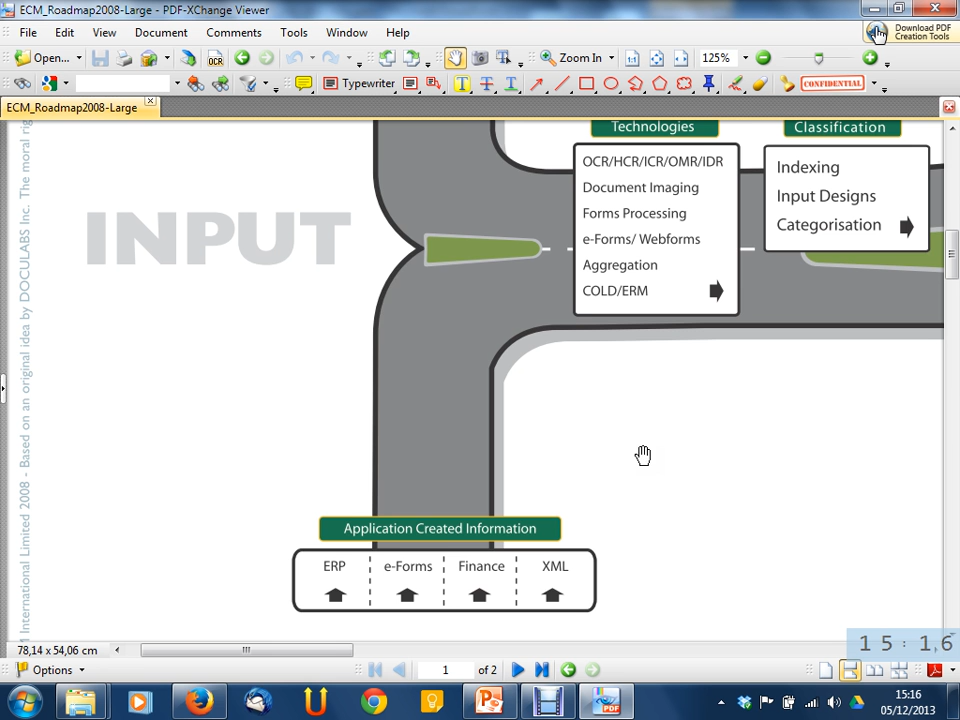 ECM_Roadmap2008-Large - PDF-XChange Viewer
File Edit View Document Comments Tools Window Help
Download PDF Creation Tools
Open... OCR Zoom In 125%
Typewriter CONFIDENTIAL
ECM_Roadmap2008-Large
International Limited 2008 - Based on an original idea by DOCULABS Inc. The moral
INPUT
Technologies
OCR/HCR/ICR/OMR/IDR
Document Imaging
Forms Processing
e-Forms/ Webforms
Aggregation
COLD/ERM
Classification
Indexing
Input Designs
Categorisation
Application Created Information
ERP e-Forms Finance XML
15:1,6
78,14 x 54,06 cm
Options 1 of 2
15:16
05/12/2013